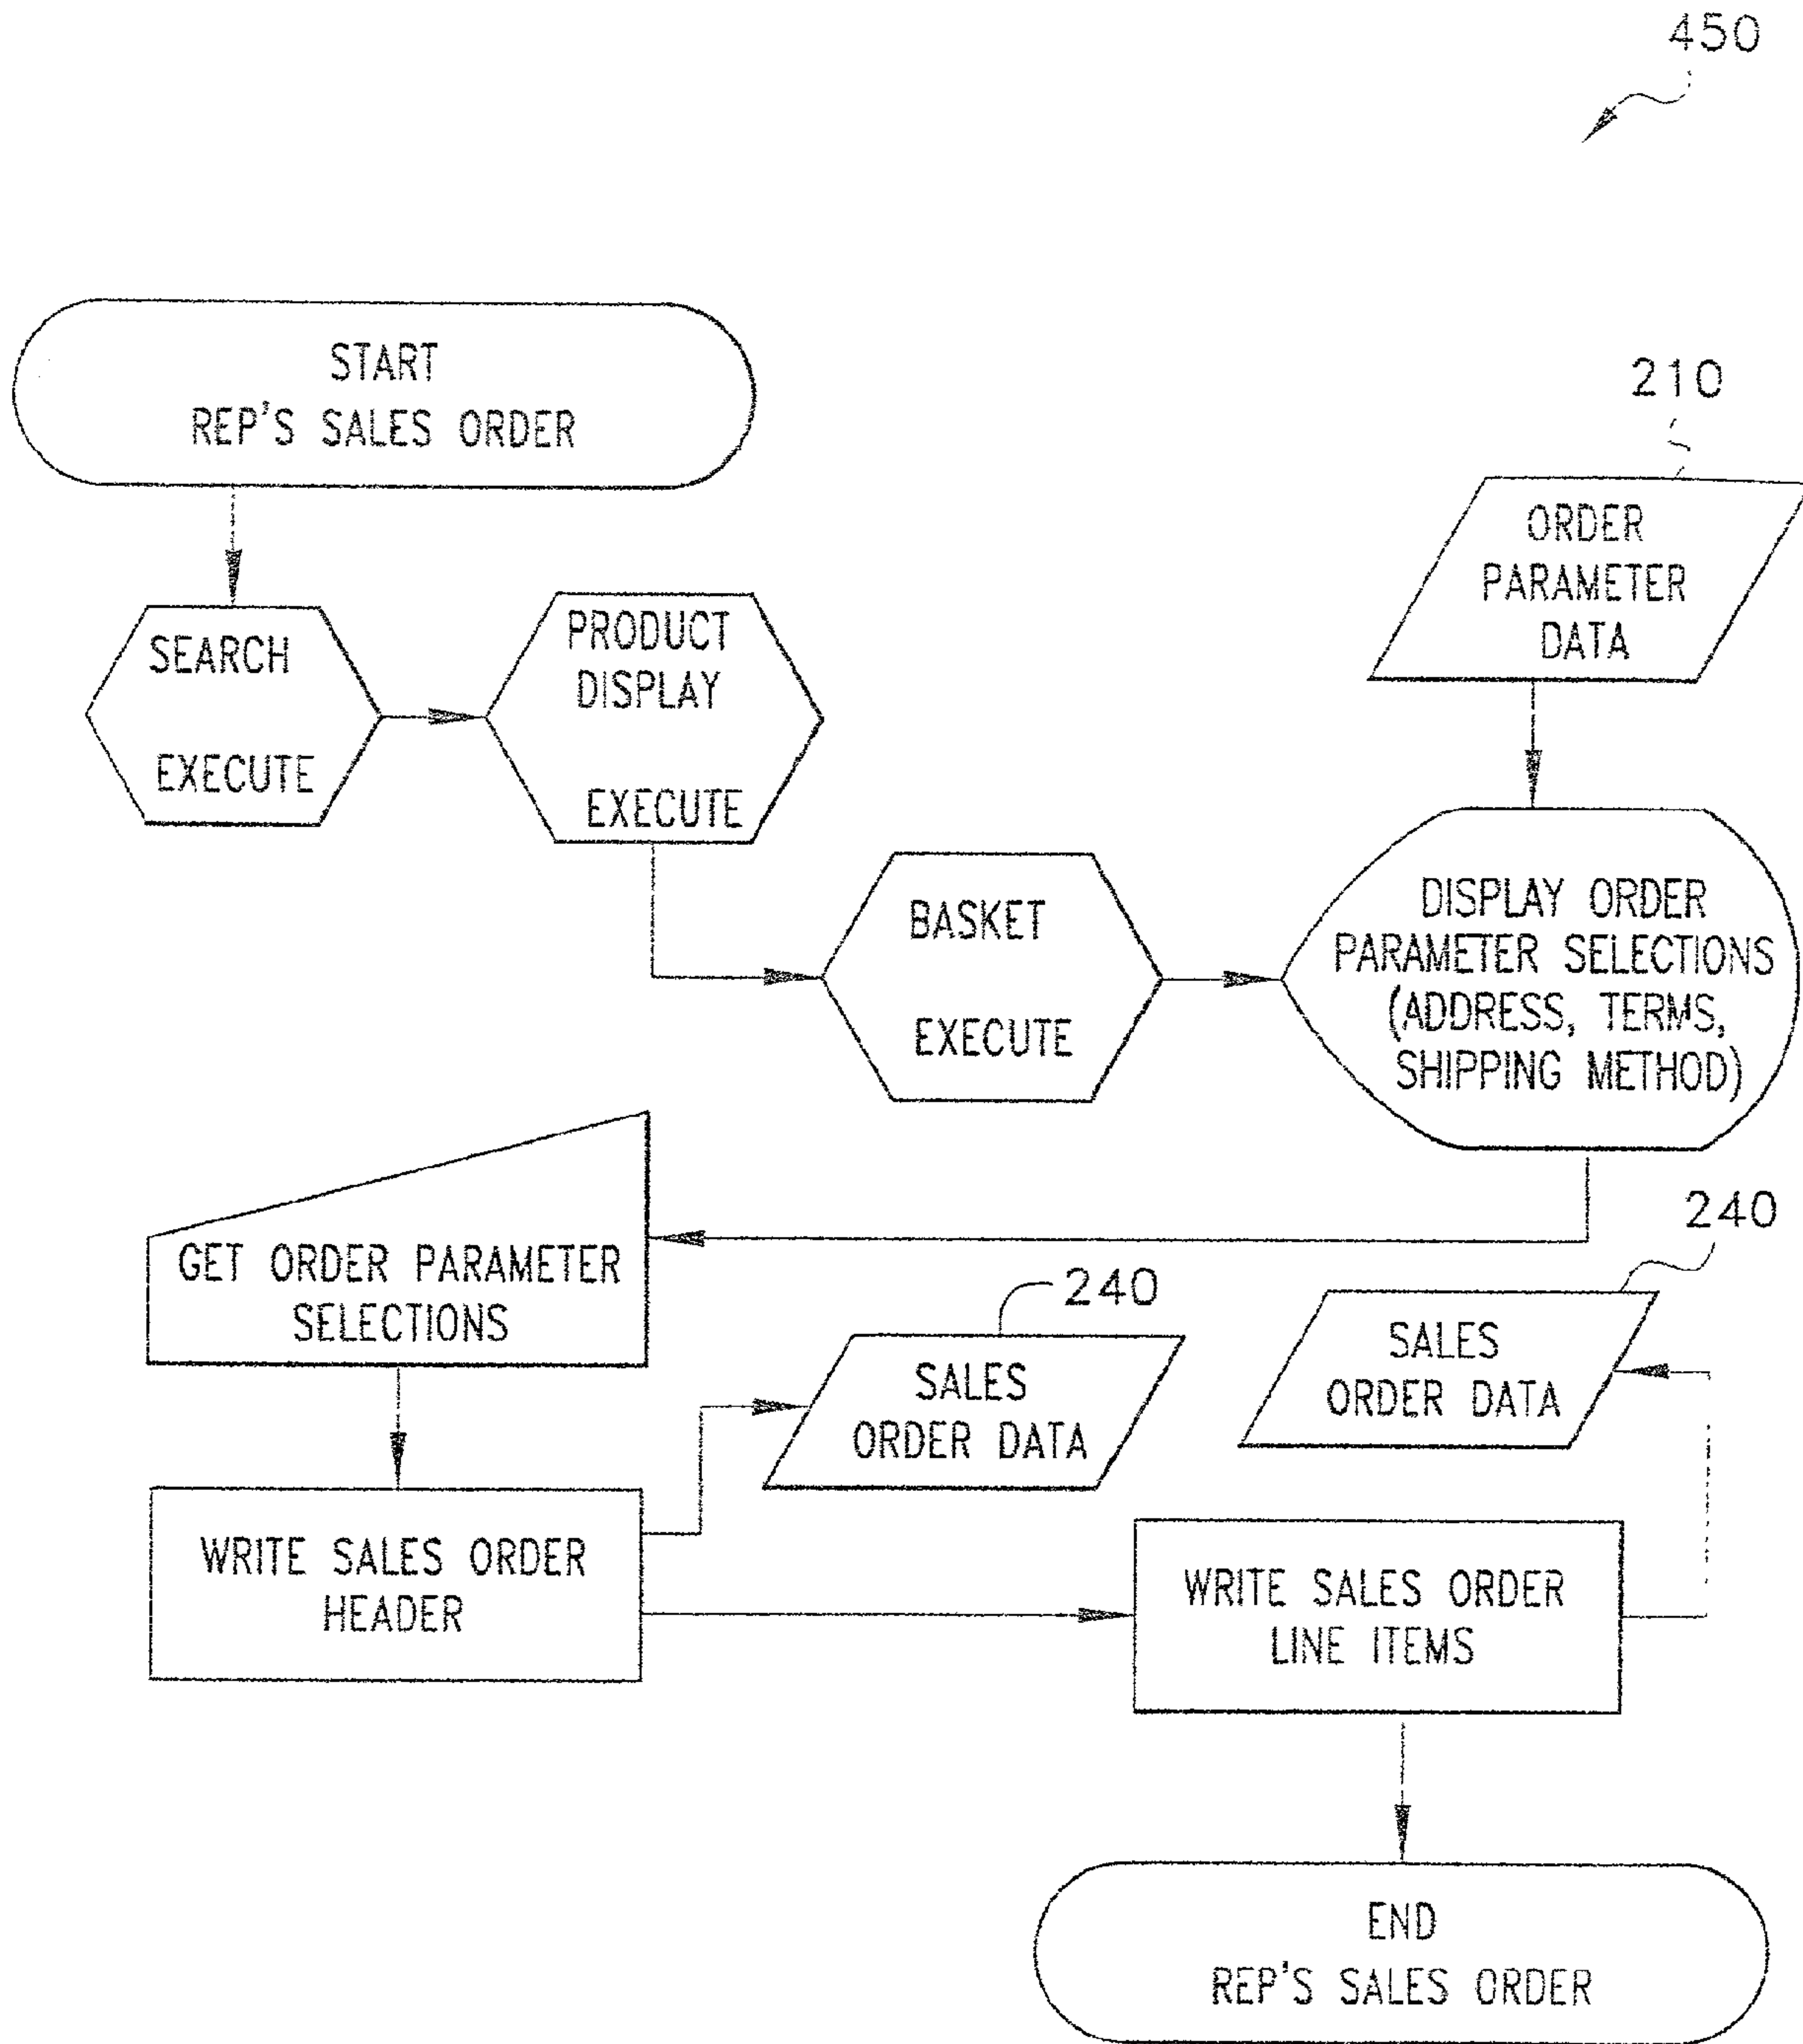 450
START
REP'S SALES ORDER
210
ORDER
PARAMETER
DATA
SEARCH
EXECUTE
PRODUCT
DISPLAY
EXECUTE
BASKET
EXECUTE
DISPLAY ORDER
PARAMETER SELECTIONS
(ADDRESS, TERMS,
SHIPPING METHOD)
GET ORDER PARAMETER
SELECTIONS
240
SALES
ORDER DATA
240
SALES
ORDER DATA
WRITE SALES ORDER
HEADER
WRITE SALES ORDER
LINE ITEMS
END
REP'S SALES ORDER